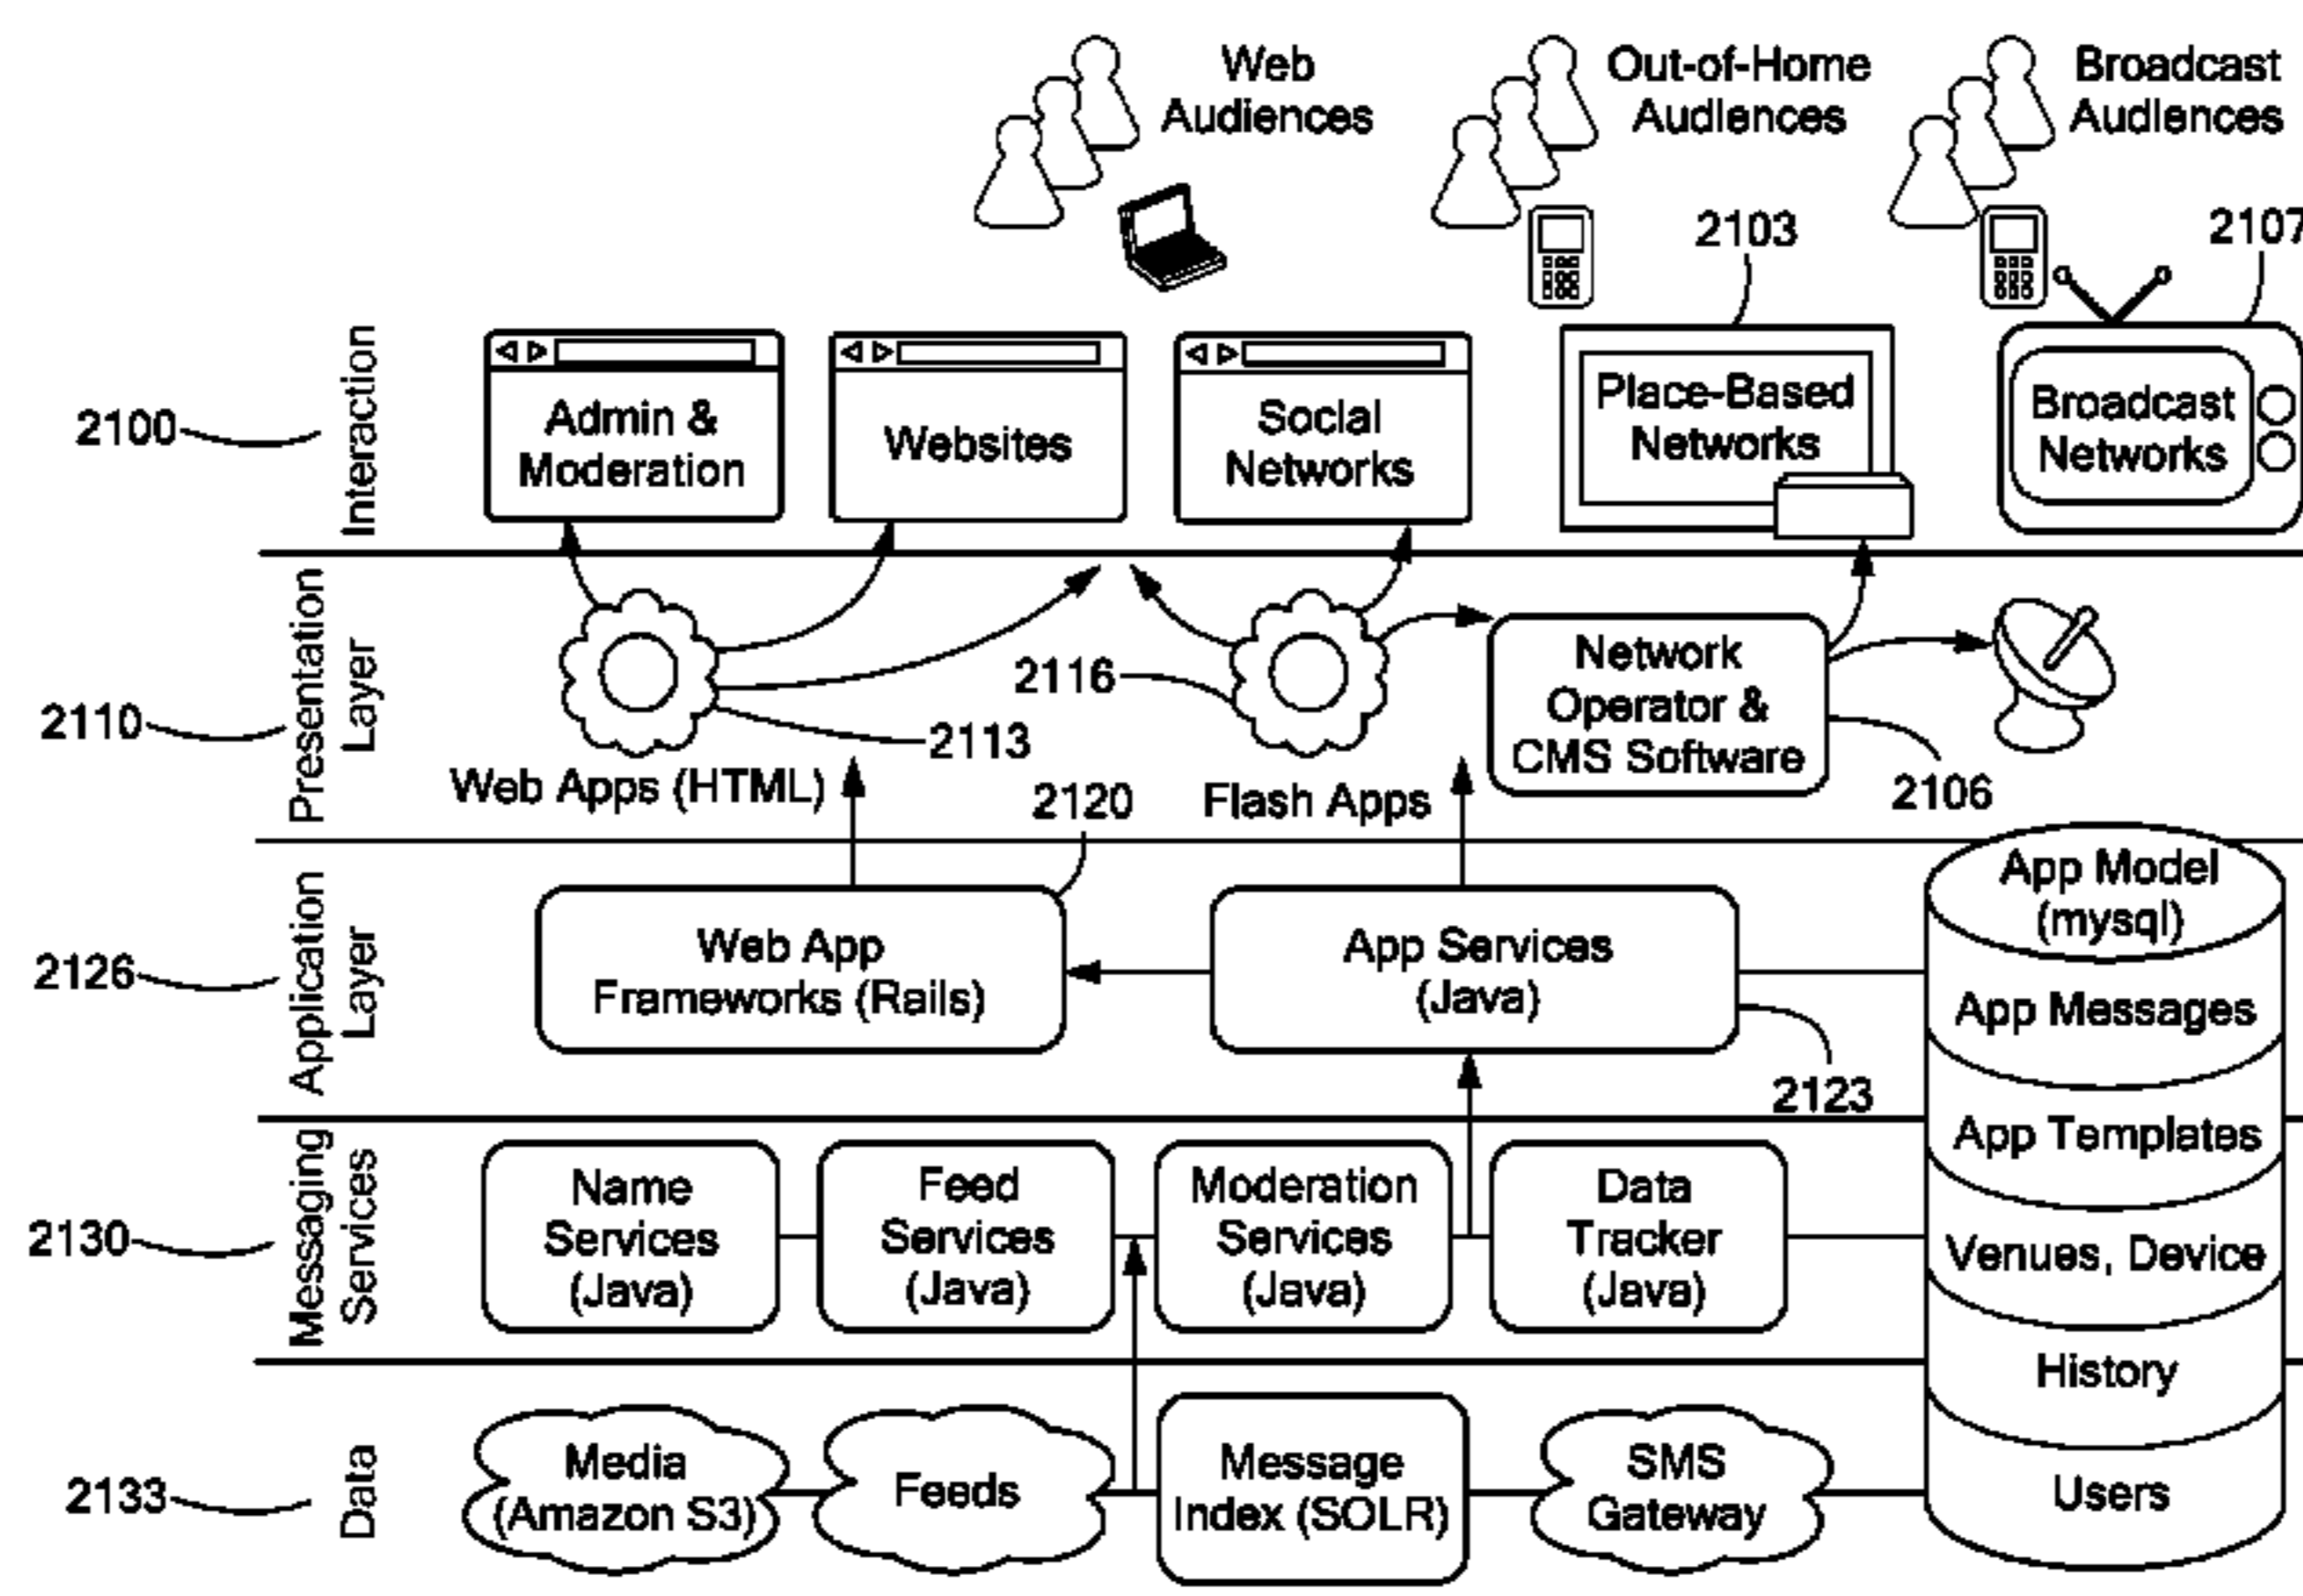 Web
Audiences
Out-of-Home
Audiences
Broadcast
Audiences
2103
2107
2100
Interaction
Admin &
Moderation
Websites
Social
Networks
Place-Based
Networks
Broadcast
Networks
2110
Presentation
Layer
2116
2113
Network
Operator &
CMS Software
2106
Web Apps (HTML)
2120
Flash Apps
2126
Application
Layer
Web App
Frameworks (Rails)
App Services
(Java)
2123
App Model
(mysql)
App Messages
App Templates
Venues, Device
History
Users
2130
Messaging
Services
Name
Services
(Java)
Feed
Services
(Java)
Moderation
Services
(Java)
Data
Tracker
(Java)
2133
Data
Media
(Amazon S3)
Feeds
Message
Index (SOLR)
SMS
Gateway